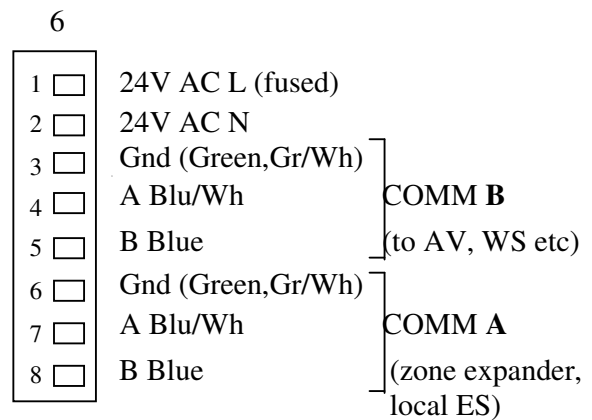 6
1 24V AC L (fused)
2 24V AC N
3 Gnd (Green,Gr/Wh)
4 A Blu/Wh COMM B
5 B Blue (to AV, WS etc)
6 Gnd (Green,Gr/Wh)
7 A Blu/Wh COMM A
8 B Blue (zone expander,
local ES)